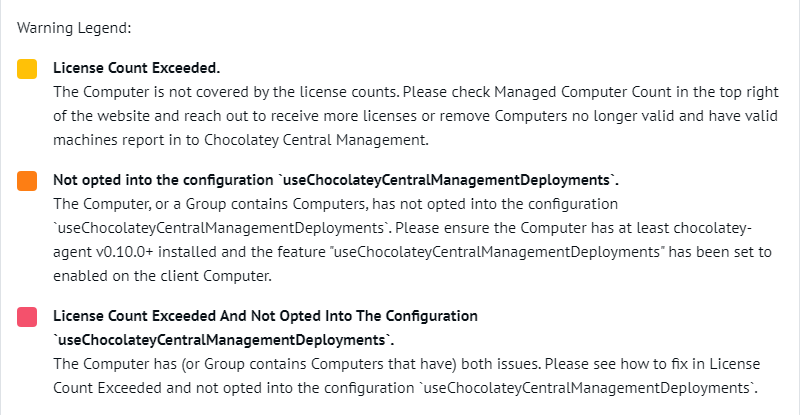 Warning Legend:
License Count Exceeded.
The Computer is not covered by the license counts. Please check Managed Computer Count in the top right
of the website and reach out to receive more licenses or remove Computers no longer valid and have valid
machines report in to Chocolatey Central Management.
Not opted into the configuration `useChocolateyCentralManagementDeployments`.
The Computer, or a Group contains Computers, has not opted into the configuration
`useChocolateyCentralManagementDeployments`. Please ensure the Computer has at least chocolatey-
agent v0.10.0+ installed and the feature "useChocolateyCentralManagementDeployments" has been set to
enabled on the client Computer.
License Count Exceeded And Not Opted Into The Configuration
`useChocolateyCentralManagementDeployments`.
The Computer has (or Group contains Computers that have) both issues. Please see how to fix in License
Count Exceeded and not opted into the configuration `useChocolateyCentralManagementDeployments`.